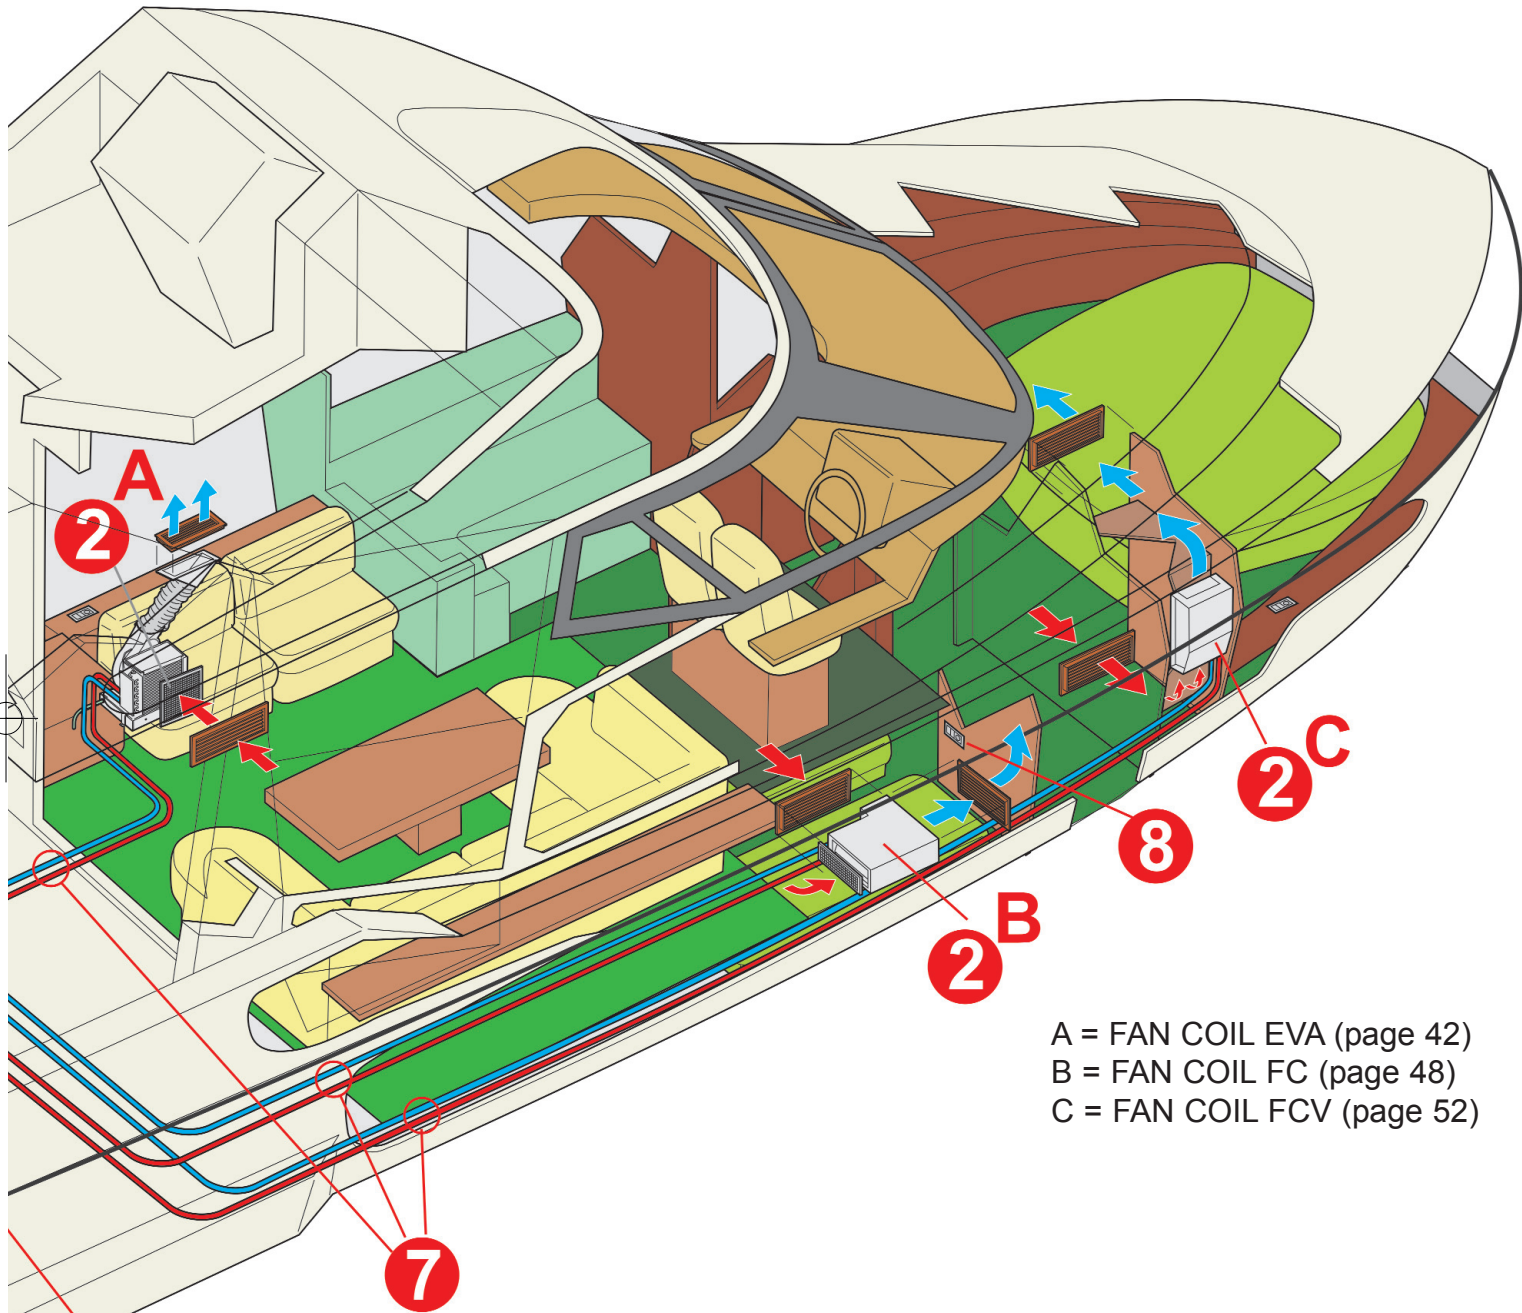 A
2
2
C
8
B
2
A = FAN COIL EVA (page 42)
B = FAN COIL FC (page 48)
C = FAN COIL FCV (page 52)
7